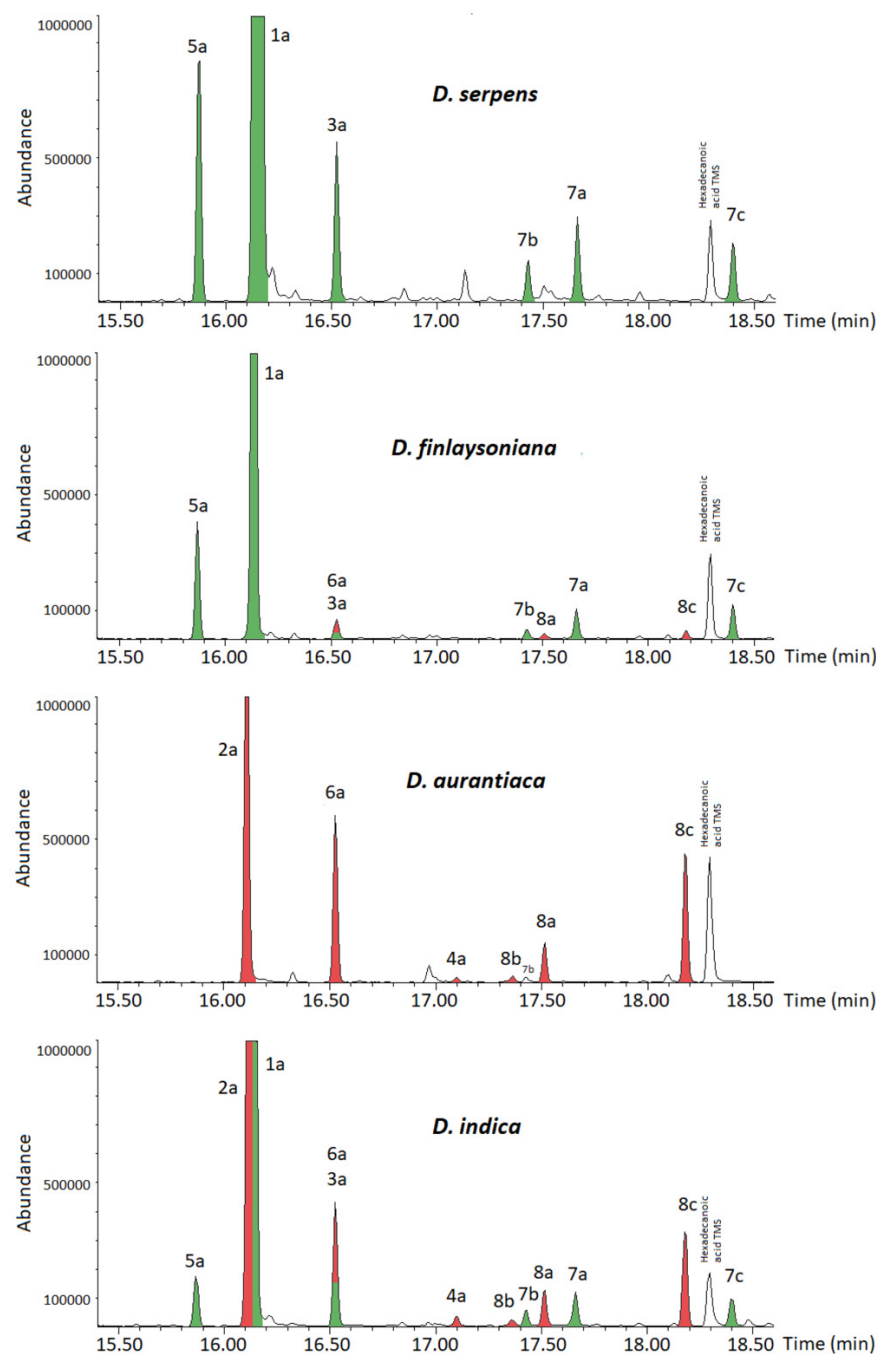 1000000
5a
1a
D. serpens
3a
Hexadecanoic
acid TMS
Abundance
500000
7a
7b
7c
100000
15.50 16.00 16.50 17.00 17.50 18.00 18.50 Time (min)
1000000
1a
D. finlaysoniana
Hexadecanoic
acid TMS
Abundance
500000
5a
6a
3a
7b
8a
7a
8c
7c
100000
15.50 16.00 16.50 17.00 17.50 18.00 18.50 Time (min)
1000000
2a
D. aurantiaca
6a
Hexadecanoic
acid TMS
Abundance
500000
8c
8a
4a
8b
7b
100000
15.50 16.00 16.50 17.00 17.50 18.00 18.50 Time (min)
1000000
2a
1a
D. indica
6a
3a
Hexadecanoic
acid TMS
Abundance
500000
8c
5a
4a
8b
7b
8a
7a
7c
100000
15.50 16.00 16.50 17.00 17.50 18.00 18.50 Time (min)